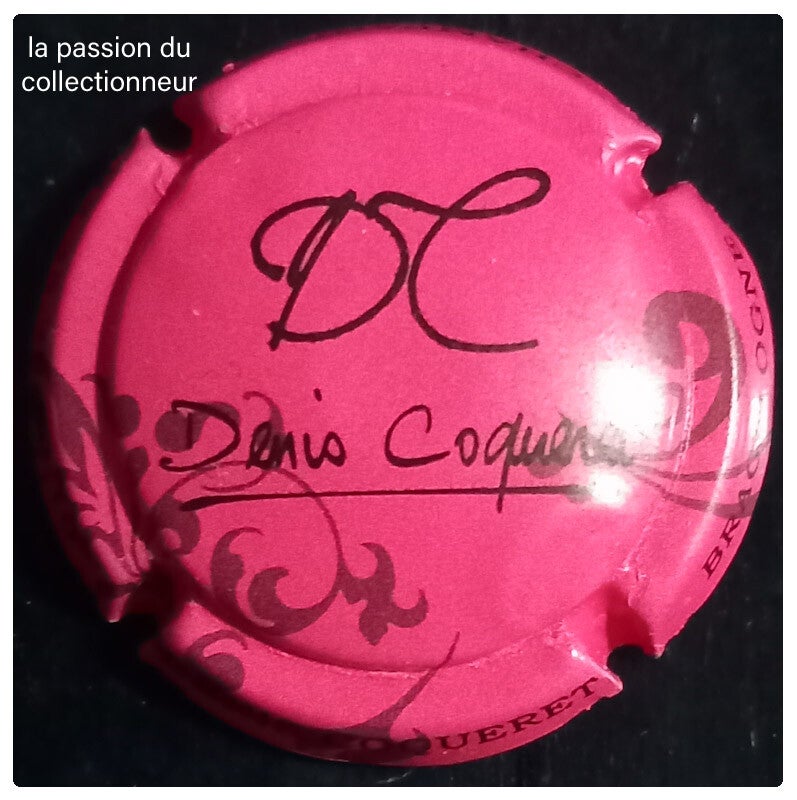 la passion du
collectionneur
DC
Denis Coqueret